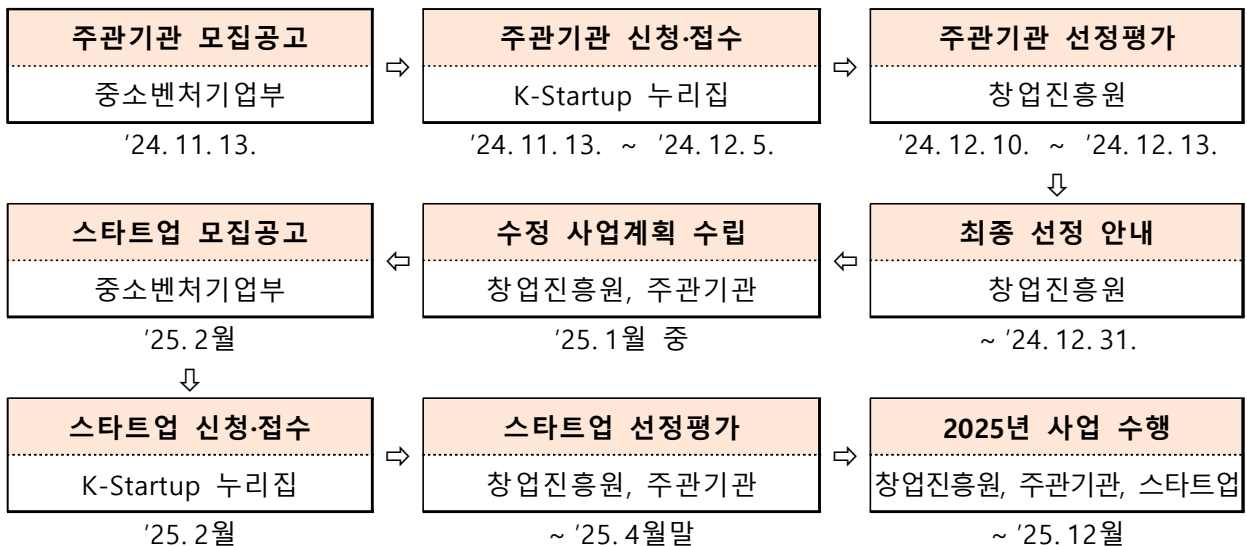 주관기관 모집공고
중소벤처기업부
'24. 11. 13.
⇨
주관기관 신청·접수
K-Startup 누리집
'24. 11. 13. ~ '24. 12. 5.
⇨
주관기관 선정평가
창업진흥원
'24. 12. 10. ~ '24. 12. 13.
⇩
최종 선정 안내
창업진흥원
~ '24. 12. 31.
⇦
수정 사업계획 수립
창업진흥원, 주관기관
'25. 1월 중
⇦
스타트업 모집공고
중소벤처기업부
'25. 2월
⇩
스타트업 신청·접수
K-Startup 누리집
'25. 2월
⇨
스타트업 선정평가
창업진흥원, 주관기관
~ '25. 4월말
⇨
2025년 사업 수행
창업진흥원, 주관기관, 스타트업
~ '25. 12월